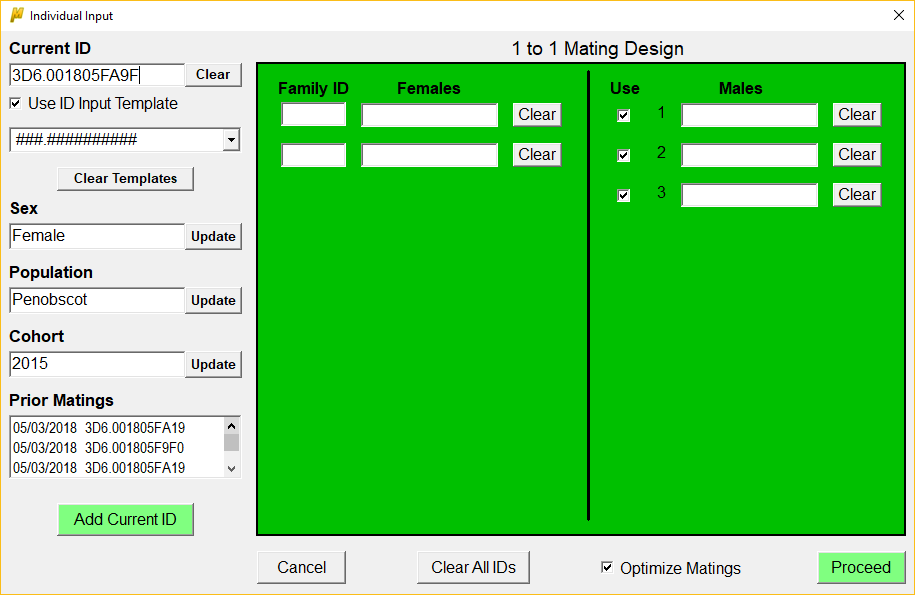 Individual Input
Current ID
3D6.001805FA9F
Clear
Use ID Input Template
###.##########
Clear Templates
Sex
Female
Update
Population
Penobscot
Update
Cohort
2015
Update
Prior Matings
05/03/2018 3D6.001805FA19
05/03/2018 3D6.001805F9F0
05/03/2018 3D6.001805FA19
Add Current ID
1 to 1 Mating Design
Family ID Females Use Males
Clear 1 Clear
Clear 2 Clear
3 Clear
Cancel
Clear All IDs
Optimize Matings
Proceed